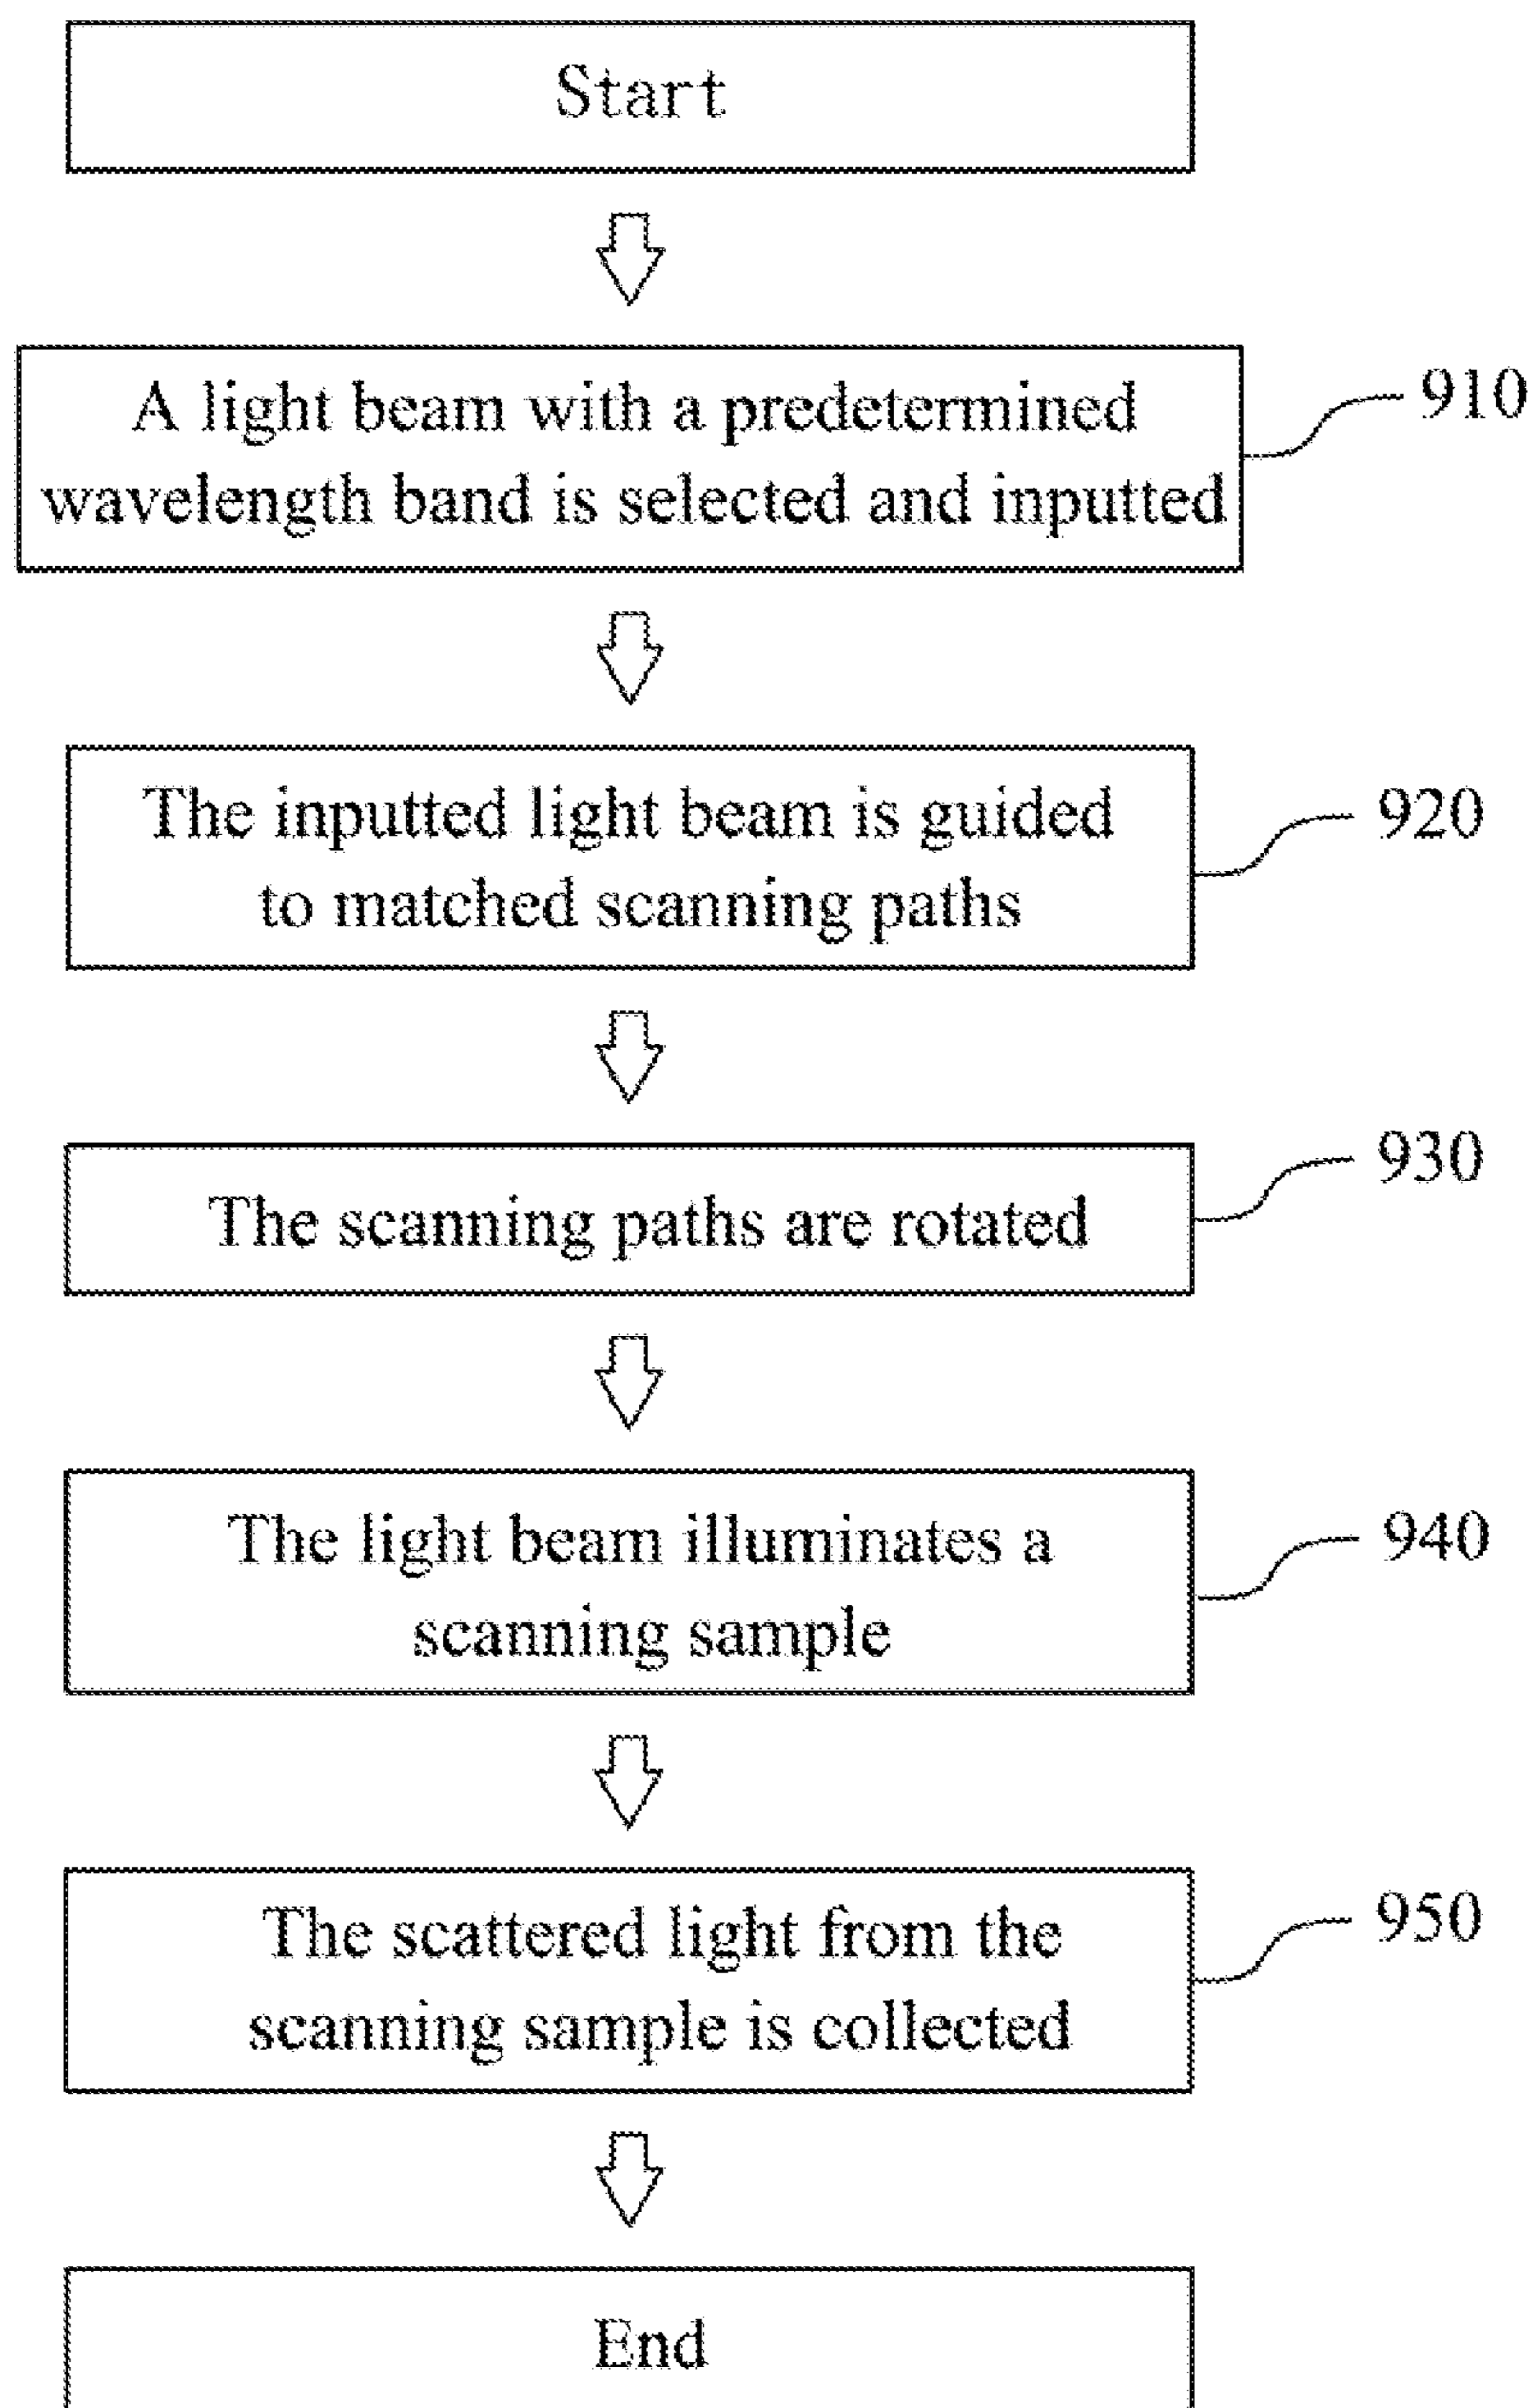 Start
A light beam with a predetermined
wavelength band is selected and inputted
910
The inputted light beam is guided
to matched scanning paths
920
The scanning paths are rotated
930
The light beam illuminates a
scanning sample
940
The scattered light from the
scanning sample is collected
950
End